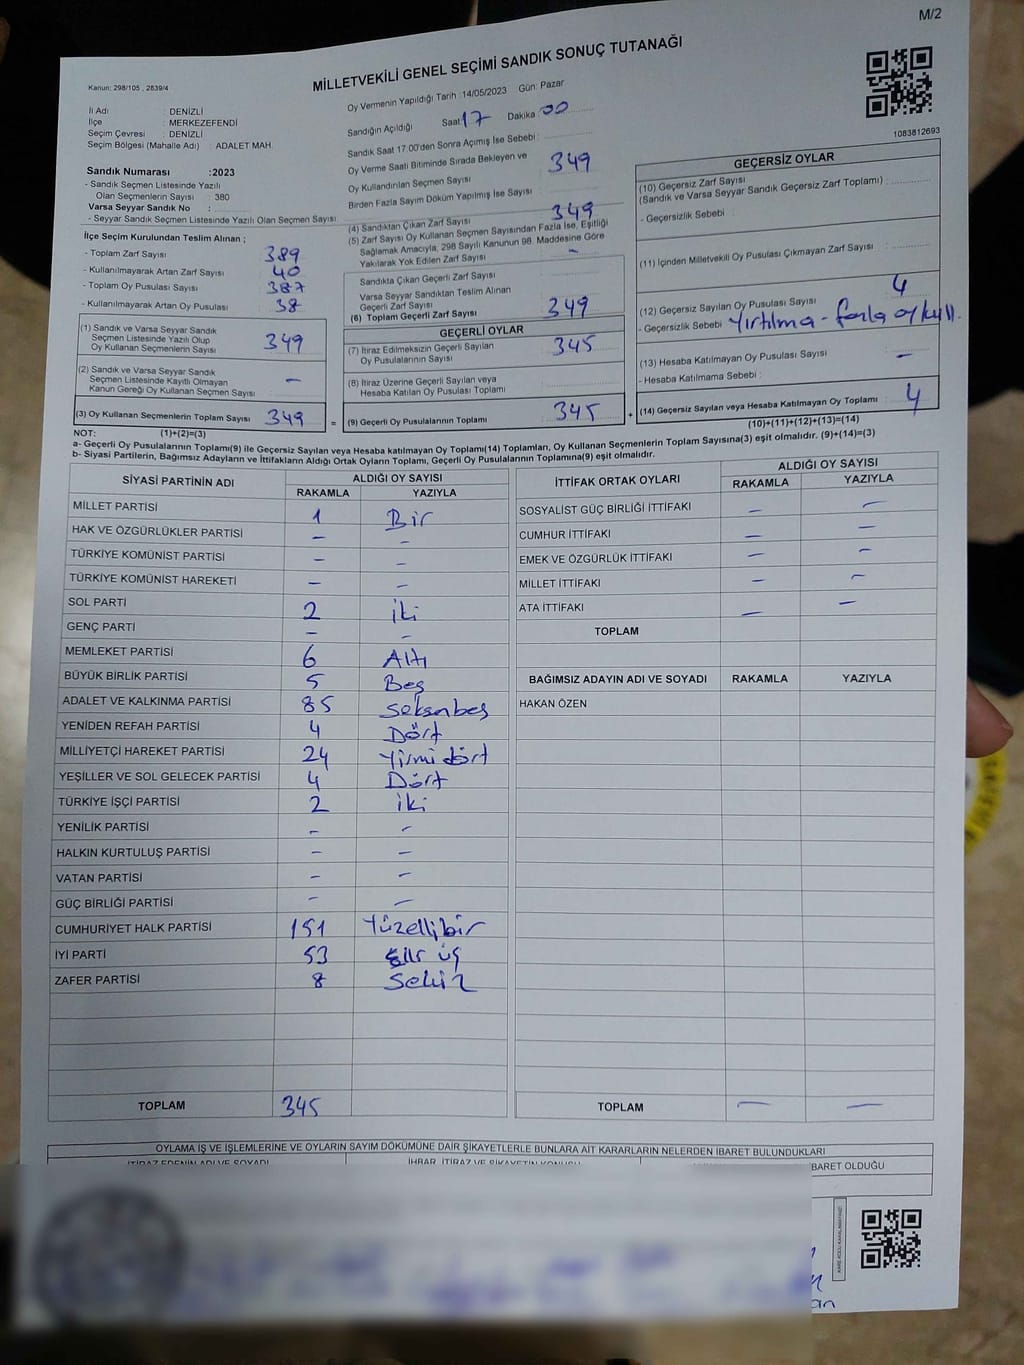 M/2
MİLLETVEKİLİ GENEL SEÇİMİ SANDIK SONUÇ TUTANAĞI
Kanun: 298/105 , 2839/4
İl Adı : DENİZLİ
İlçe : MERKEZEFENDİ
Seçim Çevresi : DENİZLİ
Seçim Bölgesi (Mahalle Adı) : ADALET MAH.
Sandık Numarası :2023
- Sandık Seçmen Listesinde Yazılı
Olan Seçmenlerin Sayısı : 380
Varsa Seyyar Sandık No :
- Seyyar Sandık Seçmen Listesinde Yazılı Olan Seçmen Sayısı
İlçe Seçim Kurulundan Teslim Alınan ;
- Toplam Zarf Sayısı 389
- Kullanılmayarak Artan Zarf Sayısı 40
- Toplam Oy Pusulası 387
- Kullanılmayarak Artan Oy Pusulası 38
(1) Sandık ve Varsa Seyyar Sandık
Seçmen Listesinde Yazılı Olup
Oy Kullanan Seçmenlerin Sayısı 349
(2) Sandık ve Varsa Seyyar Sandık
Seçmen Listesinde Kayıtlı Olmayan
Kanun Gereği Oy Kullanan Seçmen Sayısı –
(3) Oy Kullanan Seçmenlerin Toplam Sayısı 349 =
Oy Vermenin Yapıldığı Tarih : 14/05/2023 Gün: Pazar
Sandığın Açıldığı Saat 17 Dakika 00
Sandık Saat 17.00'den Sonra Açımış İse Sebebi :
Oy Verme Saati Bitiminde Sırada Bekleyen ve
Oy Kullandırılan Seçmen Sayısı 349
Birden Fazla Sayım Döküm Yapılmış İse Sayısı :
(4) Sandıktan Çıkan Zarf Sayısı 349
(5) Zarf Sayısı Oy Kullanan Seçmen Sayısından Fazla İse, Eşitliği
Sağlamak Amacıyla, 298 Sayılı Kanunun 98. Maddesine Göre
Yakılarak Yok Edilen Zarf Sayısı –
Sandıkta Çıkan Geçerli Zarf Sayısı
Varsa Seyyar Sandıktan Teslim Alınan
Geçerli Zarf Sayısı
(6) Toplam Geçerli Zarf Sayısı 349
GEÇERLİ OYLAR
(7) İtiraz Edilmeksizin Geçerli Sayılan
Oy Pusulalarının Sayısı 345
(8) İtiraz Üzerine Geçerli Sayılan veya
Hesaba Katılan Oy Pusulası Toplamı
(9) Geçerli Oy Pusulalarının Toplamı 345 +
1083812693
GEÇERSİZ OYLAR
(10) Geçersiz Zarf Sayısı
(Sandık ve Varsa Seyyar Sandık Geçersiz Zarf Toplamı) :
- Geçersizlik Sebebi :
(11) İçinden Milletvekili Oy Pusulası Çıkmayan Zarf Sayısı :
(12) Geçersiz Sayılan Oy Pusulası Sayısı 4
- Geçersizlik Sebebi Yırtılma - fazla oy kull.
(13) Hesaba Katılmayan Oy Pusulası Sayısı –
- Hesaba Katılmama Sebebi :
(14) Geçersiz Sayılan veya Hesaba Katılmayan Oy Toplamı 4
(10)+(11)+(12)+(13)=(14)
NOT: (1)+(2)=(3)
a- Geçerli Oy Pusulalarının Toplamı(9) ile Geçersiz Sayılan veya Hesaba katılmayan Oy Toplamı(14) Toplamları, Oy Kullanan Seçmenlerin Toplam Sayısına(3) eşit olmalıdır. (9)+(14)=(3)
b- Siyasi Partilerin, Bağımsız Adayların ve İttifakların Aldığı Ortak Oyların Toplamı, Geçerli Oy Pusulalarının Toplamına(9) eşit olmalıdır.
SİYASİ PARTİNİN ADI ALDIĞI OY SAYISI
RAKAMLA YAZIYLA
MİLLET PARTİSİ 1 Bir
HAK VE ÖZGÜRLÜKLER PARTİSİ – –
TÜRKİYE KOMÜNİST PARTİSİ – –
TÜRKİYE KOMÜNİST HAREKETİ – –
SOL PARTİ 2 İki
GENÇ PARTİ – –
MEMLEKET PARTİSİ 6 Altı
BÜYÜK BİRLİK PARTİSİ 5 Beş
ADALET VE KALKINMA PARTİSİ 85 Seksenbeş
YENİDEN REFAH PARTİSİ 4 Dört
MİLLİYETÇİ HAREKET PARTİSİ 24 Yirmi dört
YEŞİLLER VE SOL GELECEK PARTİSİ 4 Dört
TÜRKİYE İŞÇİ PARTİSİ 2 İki
YENİLİK PARTİSİ – –
HALKIN KURTULUŞ PARTİSİ – –
VATAN PARTİSİ – –
GÜÇ BİRLİĞİ PARTİSİ – –
CUMHURİYET HALK PARTİSİ 151 Yüzellibir
İYİ PARTİ 53 üç
ZAFER PARTİSİ 8 Sekiz
TOPLAM 345
İTTİFAK ORTAK OYLARI ALDIĞI OY SAYISI
RAKAMLA YAZIYLA
SOSYALİST GÜÇ BİRLİĞİ İTTİFAKI – –
CUMHUR İTTİFAKI – –
EMEK VE ÖZGÜRLÜK İTTİFAKI – –
MİLLET İTTİFAKI – –
ATA İTTİFAKI – –
TOPLAM
BAĞIMSIZ ADAYIN ADI VE SOYADI RAKAMLA YAZIYLA
HAKAN ÖZEN
TOPLAM – –
OYLAMA İŞ VE İŞLEMLERİNE VE OYLARIN SAYIM DÖKÜMÜNE DAİR ŞİKAYETLERLE BUNLARA AİT KARARLARIN NELERDEN İBARET BULUNDUKLARI
İTİRAZ EDENİN ADI VE SOYADI İHBAR, İTİRAZ VE ŞİKAYETİN KONUSU BARET OLDUĞU